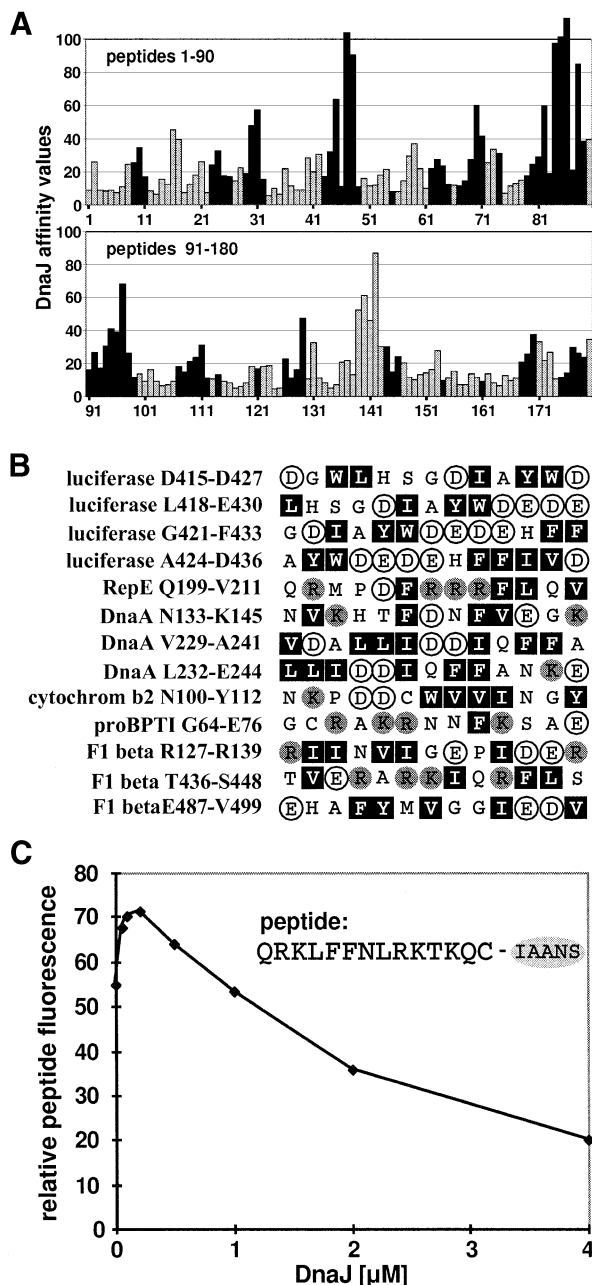 A
peptides 1-90
100
80
60
40
20
0
1 11 21 31 41 51 61 71 81
DnaJ affinity values
peptides 91-180
100
80
60
40
20
0
91 101 111 121 131 141 151 161 171
B
luciferase D415-D427 D G W L H S G D I A Y W D
luciferase L418-E430 L H S G D I A Y W D E D E
luciferase G421-F433 G D I A Y W D E D E H F F
luciferase A424-D436 A Y W D E D E H F F I V D
RepE Q199-V211 Q R M P D F R R R F L Q V
DnaA N133-K145 N V K H T F D N F V E G K
DnaA V229-A241 V D A L L I D D I Q F F A
DnaA L232-E244 L L I D D I Q F F A N K E
cytochrom b2 N100-Y112 N K P D D C W V V I N G Y
proBPTI G64-E76 G C R A K R N N F K S A E
F1 beta R127-R139 R I I N V I G E P I D E R
F1 beta T436-S448 T V E R A R K I Q R F L S
F1 betaE487-V499 E H A F Y M V G G I E D V
C
80
70
60
50
40
30
20
10
0
relative peptide fluorescence
peptide:
QRKLFFNLRKTKQC - IAANS
0 1 2 3 4
DnaJ [µM]